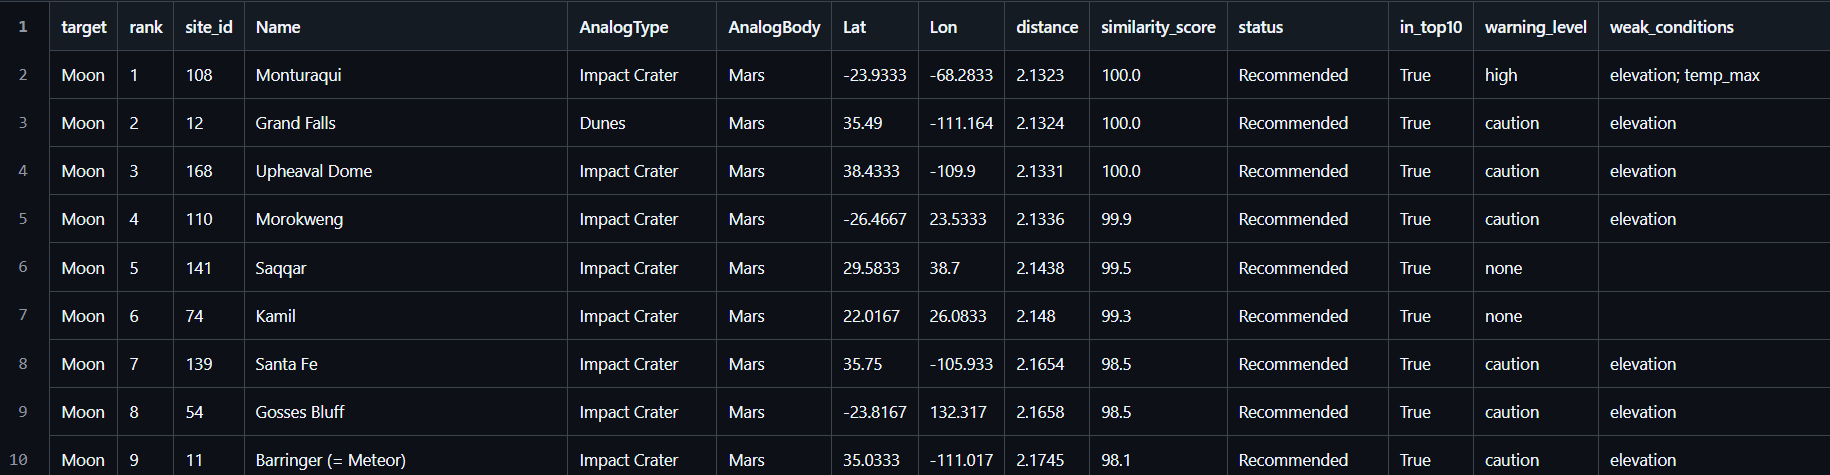 1 target rank site_id Name AnalogType AnalogBody Lat Lon distance similarity_score status in_top10 warning_level weak_conditions
2 Moon 1 108 Monturaqui Impact Crater Mars -23.9333 -68.2833 2.1323 100.0 Recommended True high elevation; temp_max
3 Moon 2 12 Grand Falls Dunes Mars 35.49 -111.164 2.1324 100.0 Recommended True caution elevation
4 Moon 3 168 Upheaval Dome Impact Crater Mars 38.4333 -109.9 2.1331 100.0 Recommended True caution elevation
5 Moon 4 110 Morokweng Impact Crater Mars -26.4667 23.5333 2.1336 99.9 Recommended True caution elevation
6 Moon 5 141 Saqqar Impact Crater Mars 29.5833 38.7 2.1438 99.5 Recommended True none
7 Moon 6 74 Kamil Impact Crater Mars 22.0167 26.0833 2.148 99.3 Recommended True none
8 Moon 7 139 Santa Fe Impact Crater Mars 35.75 -105.933 2.1654 98.5 Recommended True caution elevation
9 Moon 8 54 Gosses Bluff Impact Crater Mars -23.8167 132.317 2.1658 98.5 Recommended True caution elevation
10 Moon 9 11 Barringer (= Meteor) Impact Crater Mars 35.0333 -111.017 2.1745 98.1 Recommended True caution elevation